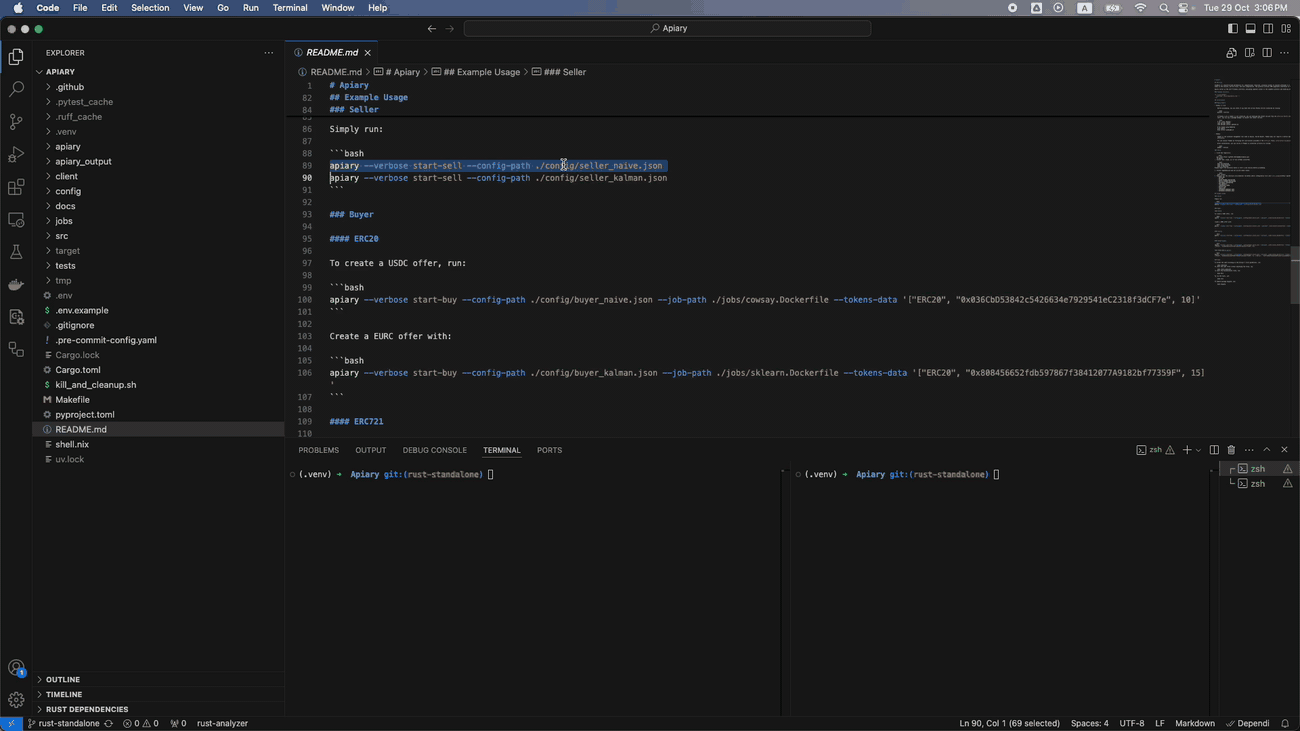 Code File Edit Selection View Go Run Terminal Window Help
A
Tue 29 Oct 3:06 PM
Apiary
EXPLORER
APIARY
.github
.pytest_cache
.ruff_cache
.venv
apiary
apiary_output
client
config
docs
jobs
src
target
tests
tmp
.env
$ .env.example
.gitignore
! .pre-commit-config.yaml
Cargo.lock
Cargo.toml
$ kill_and_cleanup.sh
M Makefile
pyproject.toml
README.md
shell.nix
uv.lock
OUTLINE
TIMELINE
RUST DEPENDENCIES
README.md
README.md > # Apiary > ## Example Usage > ### Seller
1 # Apiary
82 ## Example Usage
84 ### Seller
86 Simply run:
87
88 ```bash
89 apiary --verbose start-sell --config-path ./config/seller_naive.json
90 apiary --verbose start-sell --config-path ./config/seller_kalman.json
91 ```
92
93 ### Buyer
94
95 #### ERC20
96
97 To create a USDC offer, run:
98
99 ```bash
100 apiary --verbose start-buy --config-path ./config/buyer_naive.json --job-path ./jobs/cowsay.Dockerfile --tokens-data '["ERC20", "0x036CbD53842c5426634e7929541eC2318f3dCF7e", 10]'
101 ```
102
103 Create a EURC offer with:
104
105 ```bash
106 apiary --verbose start-buy --config-path ./config/buyer_kalman.json --job-path ./jobs/sklearn.Dockerfile --tokens-data '["ERC20", "0x808456652fdb597867f38412077A9182bf77359F", 15]
'
107 ```
108
109 #### ERC721
110
PROBLEMS OUTPUT DEBUG CONSOLE TERMINAL PORTS
zsh
(.venv) → Apiary git:(rust-standalone)
(.venv) → Apiary git:(rust-standalone)
zsh
zsh
1
rust-standalone 0 0 0 rust-analyzer
Ln 90, Col 1 (69 selected) Spaces: 4 UTF-8 LF Markdown Dependi